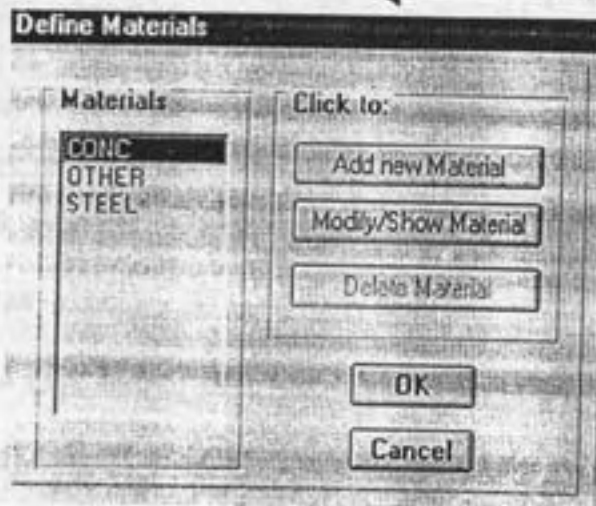 Define Materials
Materials
CONC
OTHER
STEEL
Click to:
Add new Material
Modify/Show Material
Delete Material
OK
Cancel